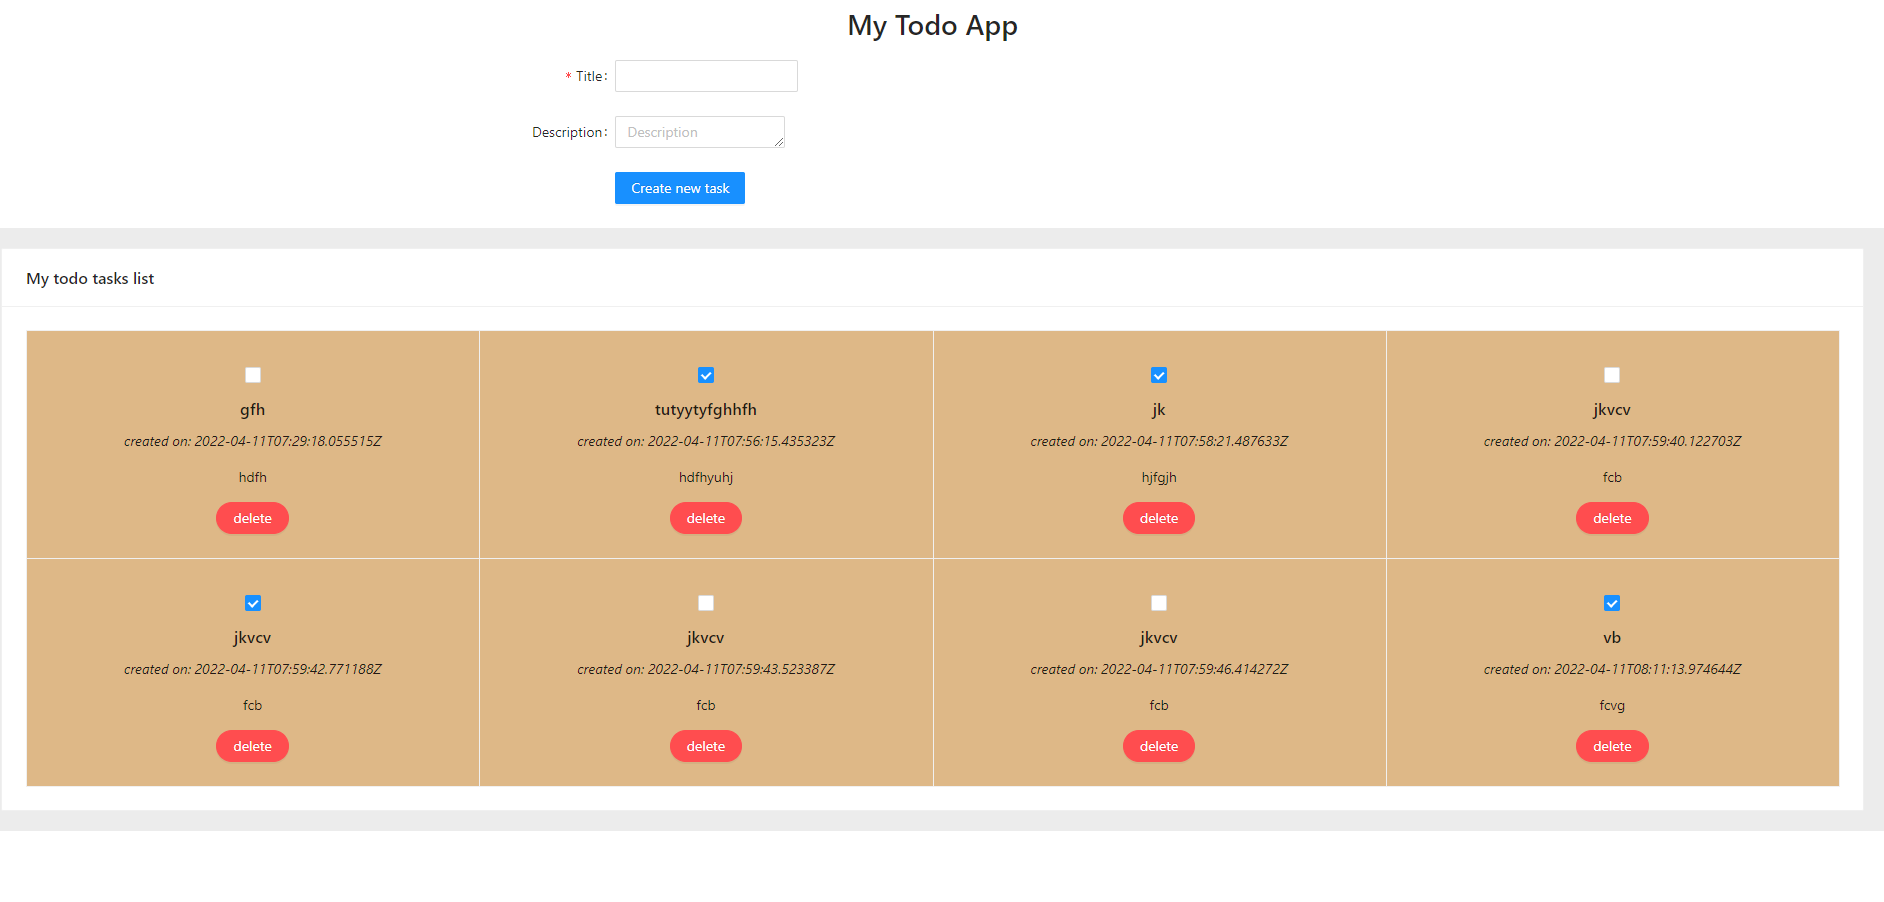 My Todo App
* Title:
Description: Description
Create new task
My todo tasks list
gfh
created on: 2022-04-11T07:29:18.055515Z
hdfh
delete
tutyytyfghhfh
created on: 2022-04-11T07:56:15.435323Z
hdfhyuhj
delete
jk
created on: 2022-04-11T07:58:21.487633Z
hjfgjh
delete
jkvcv
created on: 2022-04-11T07:59:40.122703Z
fcb
delete
jkvcv
created on: 2022-04-11T07:59:42.771188Z
fcb
delete
jkvcv
created on: 2022-04-11T07:59:43.523387Z
fcb
delete
jkvcv
created on: 2022-04-11T07:59:46.414272Z
fcb
delete
vb
created on: 2022-04-11T08:11:13.974644Z
fcvg
delete